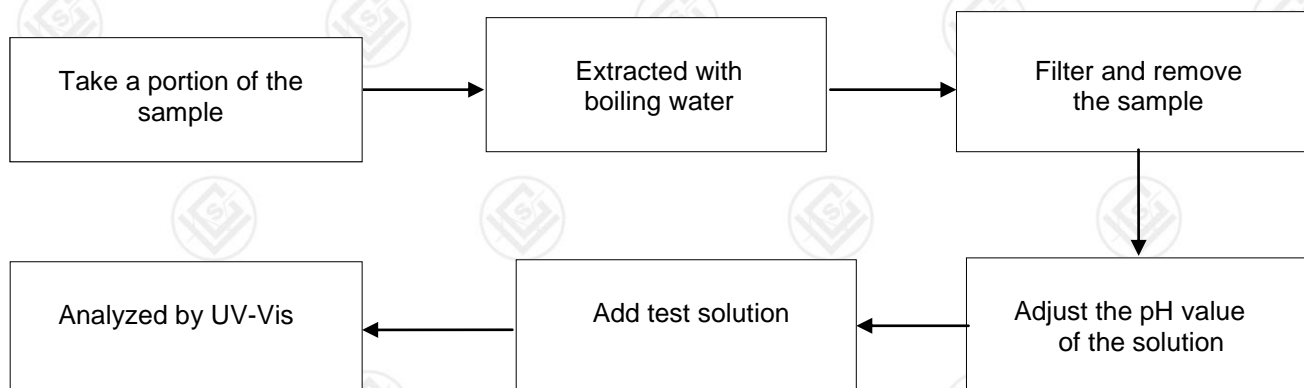 Take a portion of the
sample
Extracted with
boiling water
Filter and remove
the sample
Adjust the pH value
of the solution
Add test solution
Analyzed by UV-Vis